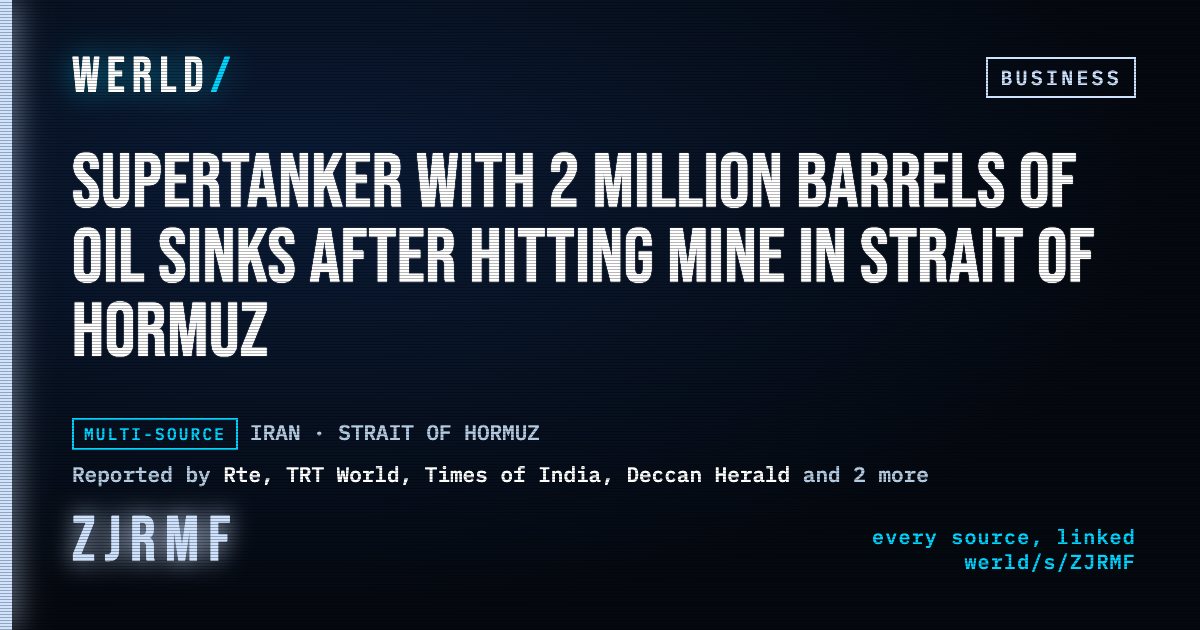 WERLD/
BUSINESS
SUPERTANKER WITH 2 MILLION BARRELS OF
OIL SINKS AFTER HITTING MINE IN STRAIT OF
HORMUZ
MULTI-SOURCE IRAN · STRAIT OF HORMUZ
Reported by Rte, TRT World, Times of India, Deccan Herald and 2 more
ZJRMF
every source, linked
werld/s/ZJRMF